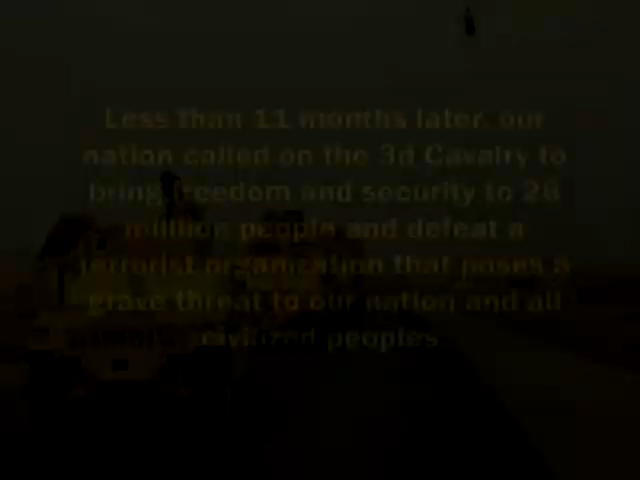 Less than 11 months later, our
nation called on the 3d Cavalry to
bring freedom and security to 26
million people and defeat a
terrorist organization that poses a
grave threat to our nation and all
civilized peoples.